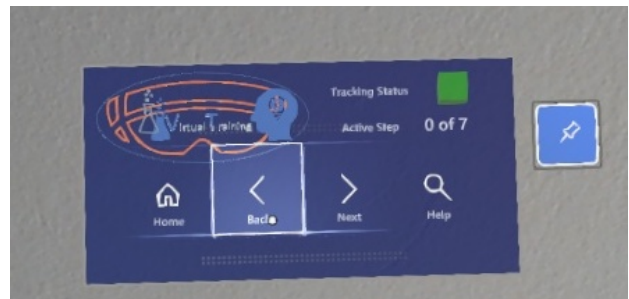 Tracking Status
Virtual Training
Active Step 0 of 7
Home Back Next Help